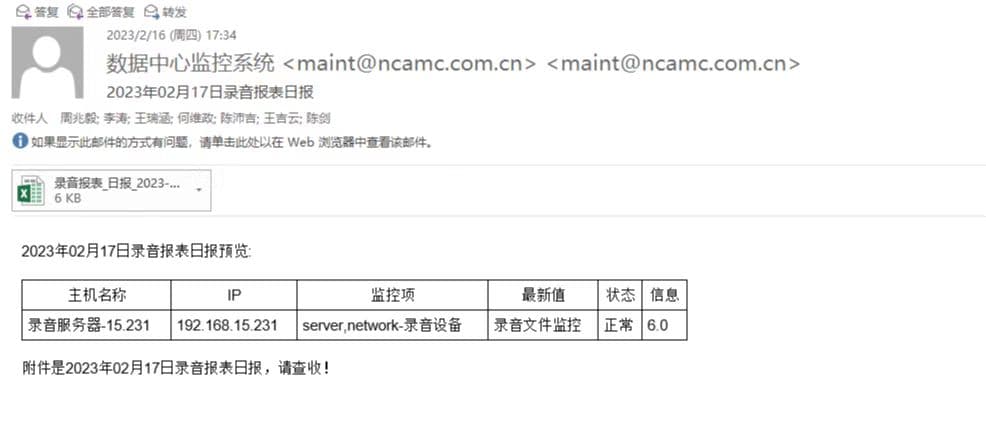 答复 全部答复 转发
2023/2/16 (周四) 17:34
数据中心监控系统 <maint@ncamc.com.cn> <maint@ncamc.com.cn>
2023年02月17日录音报表日报
收件人 周兆毅; 李涛; 王瑞涵; 何维政; 陈沛吉; 王吉云; 陈剑
如果显示此邮件的方式有问题，请单击此处以在 Web 浏览器中查看该邮件。
录音报表_日报_2023-...
6 KB
2023年02月17日录音报表日报预览:
主机名称 IP 监控项 最新值 状态 信息
录音服务器-15.231 192.168.15.231 server,network-录音设备 录音文件监控 正常 6.0
附件是2023年02月17日录音报表日报，请查收！